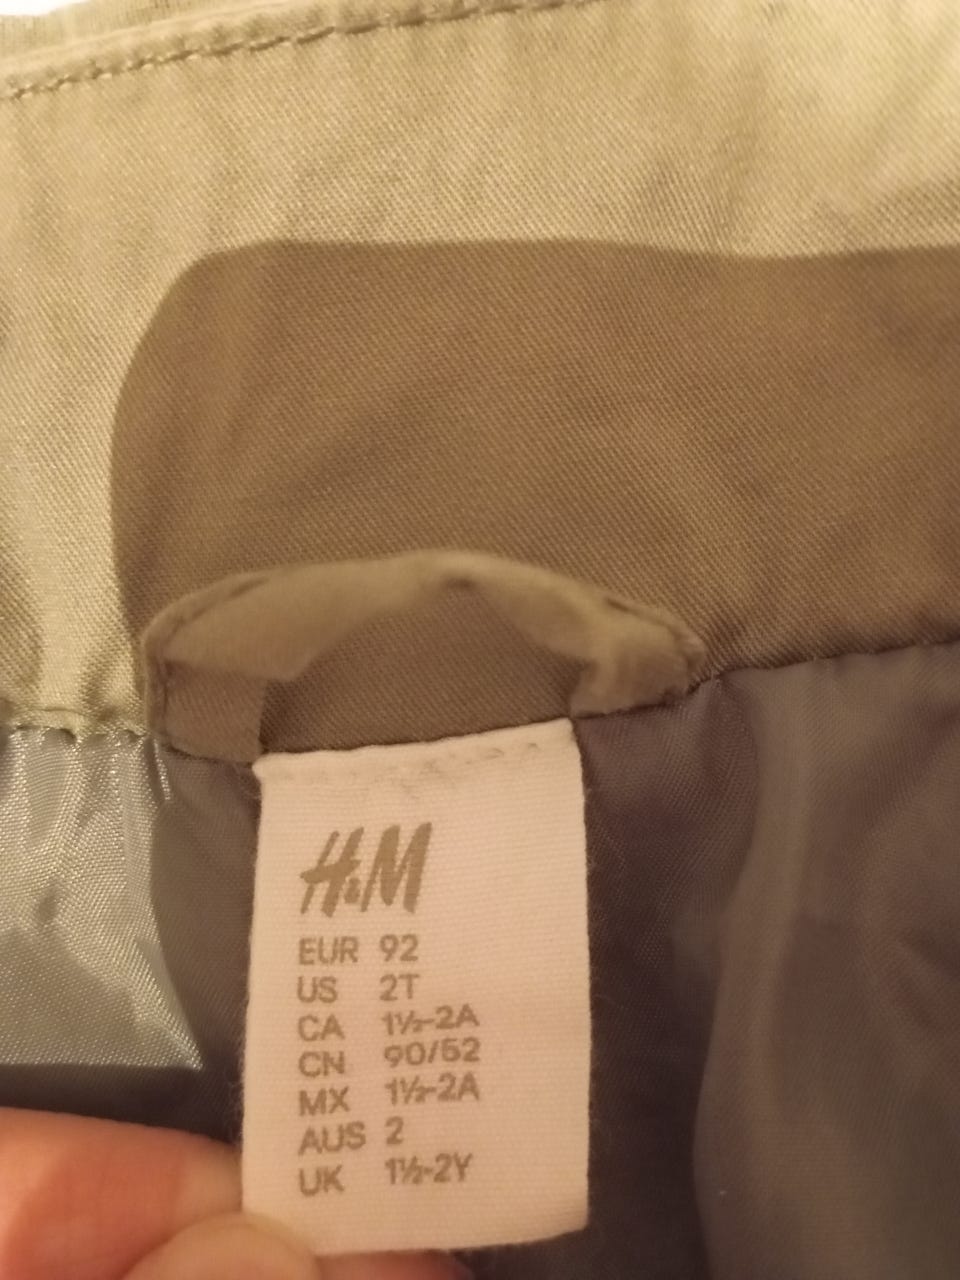 H&M
EUR 92
US 2T
CA 1½-2A
CN 90/52
MX 1½-2A
AUS 2
UK 1½-2Y